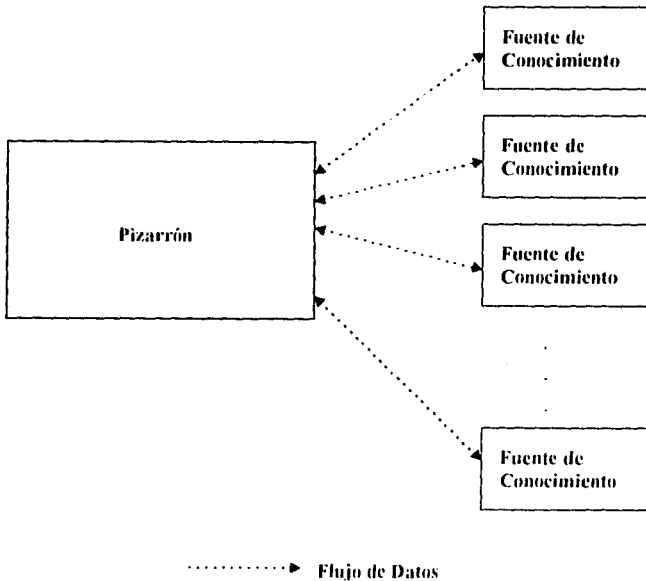 Fuente de
Conocimiento
Fuente de
Conocimiento
Pizarrón
Fuente de
Conocimiento
Fuente de
Conocimiento
Flujo de Datos